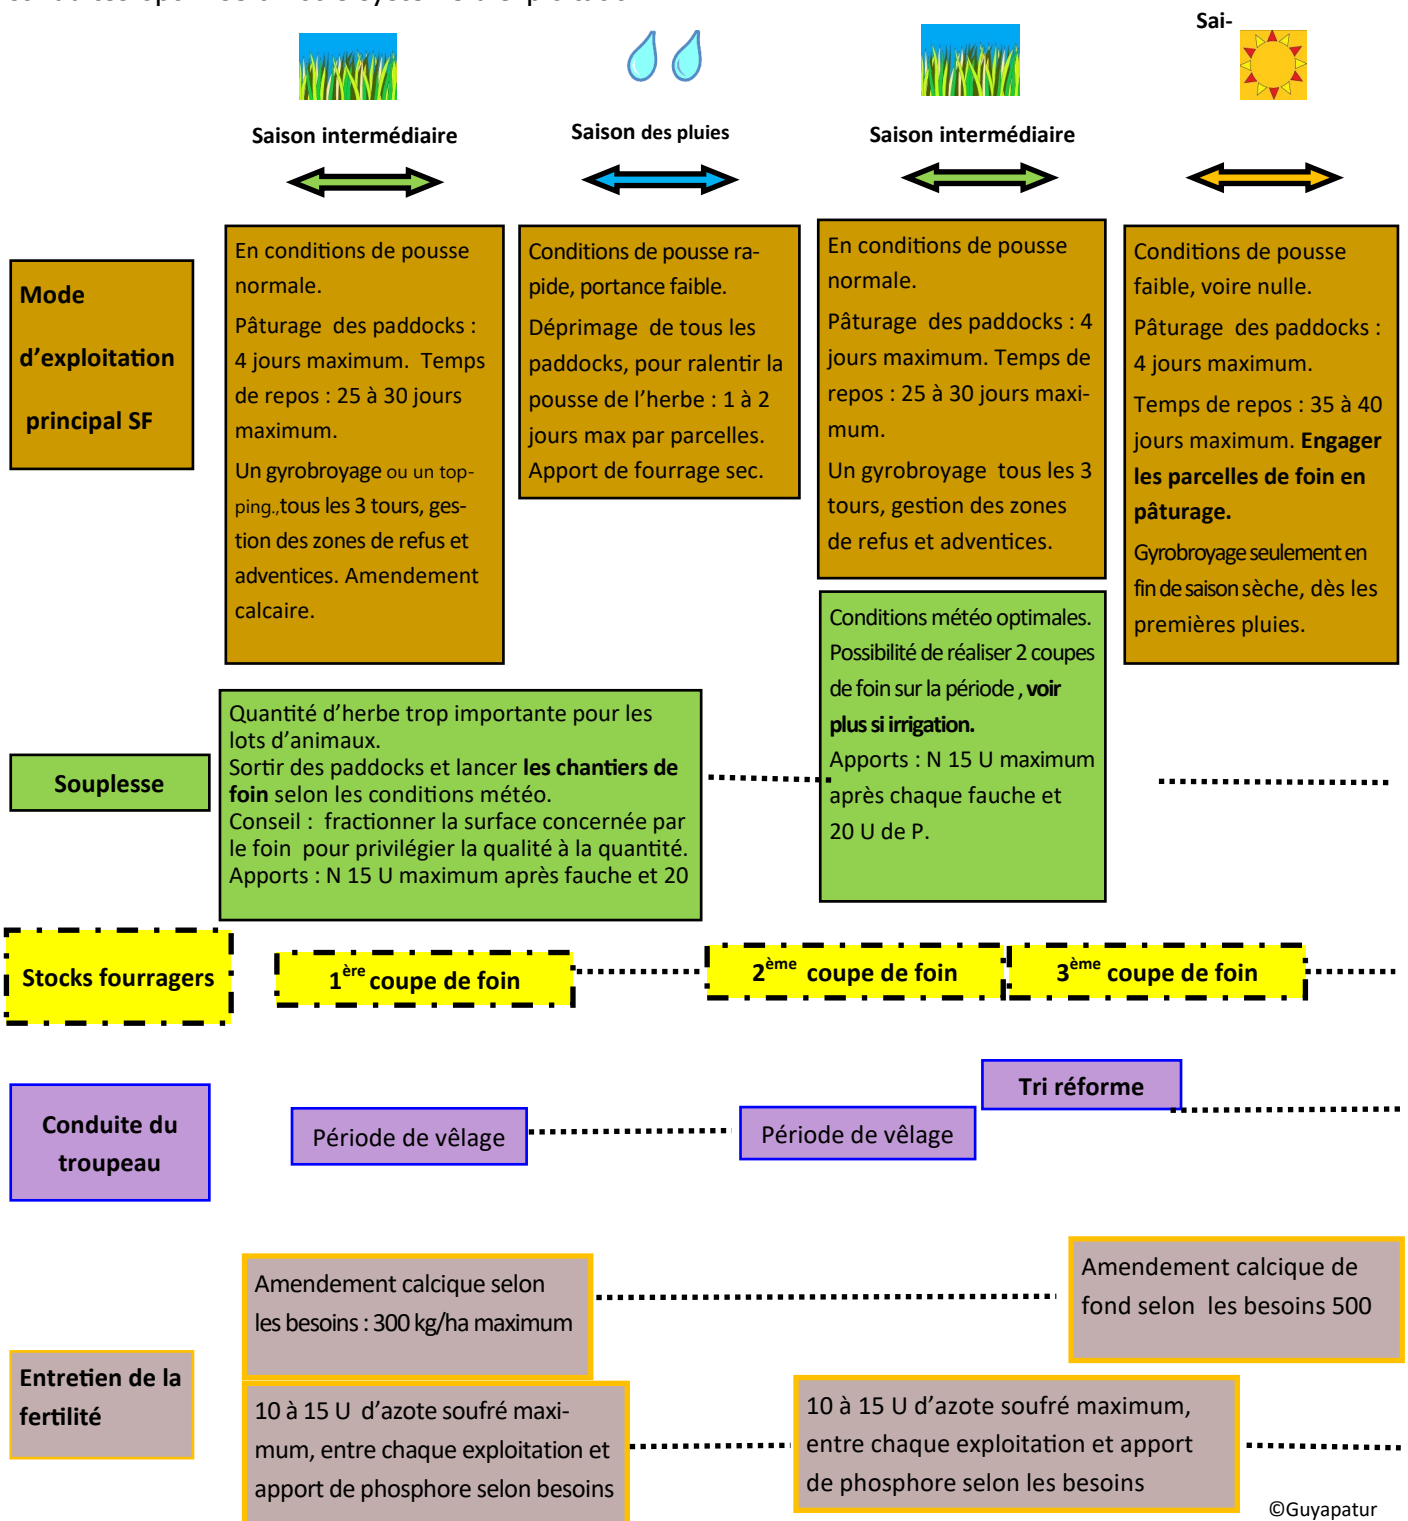 Sai-
Saison intermédiaire
Saison des pluies
Saison intermédiaire
Mode
d’exploitation
principal SF
En conditions de pousse
normale.
Pâturage des paddocks :
4 jours maximum. Temps
de repos : 25 à 30 jours
maximum.
Un gyrobroyage ou un top-
ping.,tous les 3 tours, ges-
tion des zones de refus et
adventices. Amendement
calcaire.
Conditions de pousse ra-
pide, portance faible.
Déprimage de tous les
paddocks, pour ralentir la
pousse de l’herbe : 1 à 2
jours max par parcelles.
Apport de fourrage sec.
En conditions de pousse
normale.
Pâturage des paddocks : 4
jours maximum. Temps de
repos : 25 à 30 jours maxi-
mum.
Un gyrobroyage tous les 3
tours, gestion des zones
de refus et adventices.
Conditions de pousse
faible, voire nulle.
Pâturage des paddocks :
4 jours maximum.
Temps de repos : 35 à 40
jours maximum. Engager
les parcelles de foin en
pâturage.
Gyrobroyage seulement en
fin de saison sèche, dès les
premières pluies.
Souplesse
Quantité d’herbe trop importante pour les
lots d’animaux.
Sortir des paddocks et lancer les chantiers de
foin selon les conditions météo.
Conseil : fractionner la surface concernée par
le foin pour privilégier la qualité à la quantité.
Apports : N 15 U maximum après fauche et 20
Conditions météo optimales.
Possibilité de réaliser 2 coupes
de foin sur la période , voir
plus si irrigation.
Apports : N 15 U maximum
après chaque fauche et
20 U de P.
Stocks fourragers
1ère coupe de foin
2ème coupe de foin
3ème coupe de foin
Conduite du
troupeau
Période de vêlage
Période de vêlage
Tri réforme
Entretien de la
fertilité
Amendement calcique selon
les besoins : 300 kg/ha maximum
Amendement calcique de
fond selon les besoins 500
10 à 15 U d’azote soufré maxi-
mum, entre chaque exploitation et
apport de phosphore selon besoins
10 à 15 U d’azote soufré maximum,
entre chaque exploitation et apport
de phosphore selon les besoins
©Guyapatur